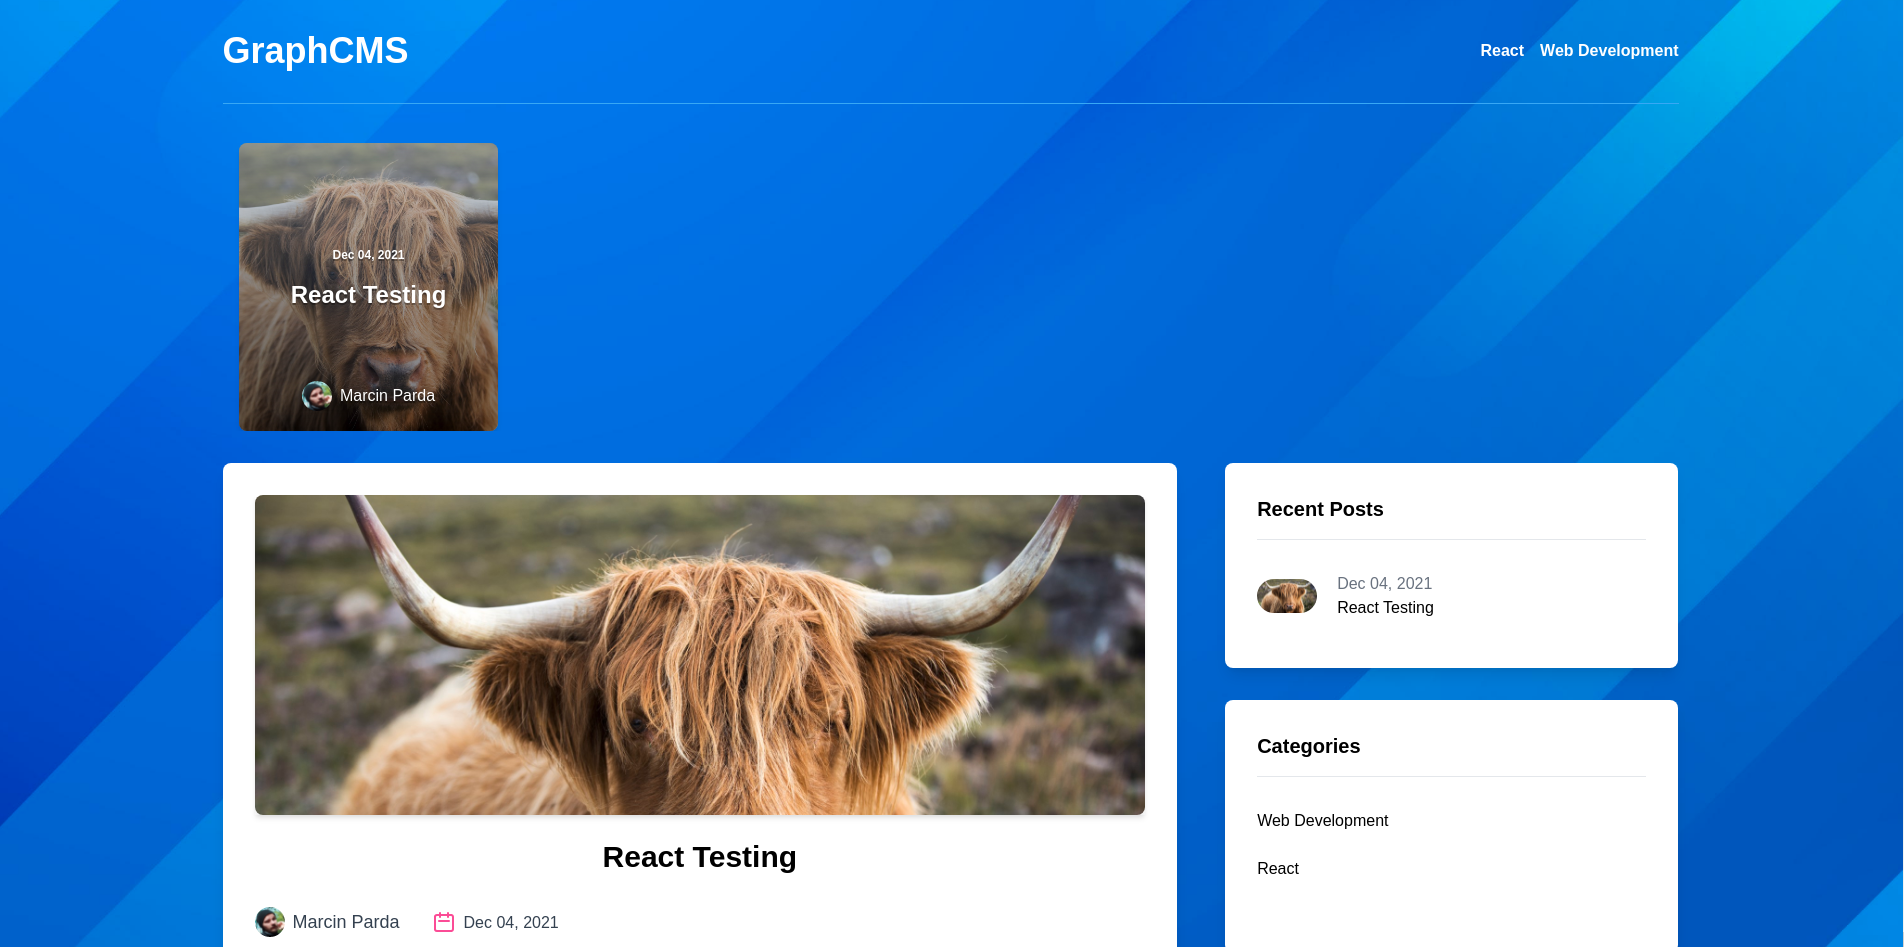 GraphCMS
React Web Development
Dec 04, 2021
React Testing
Marcin Parda
React Testing
Marcin Parda
Dec 04, 2021
Recent Posts
Dec 04, 2021
React Testing
Categories
Web Development
React